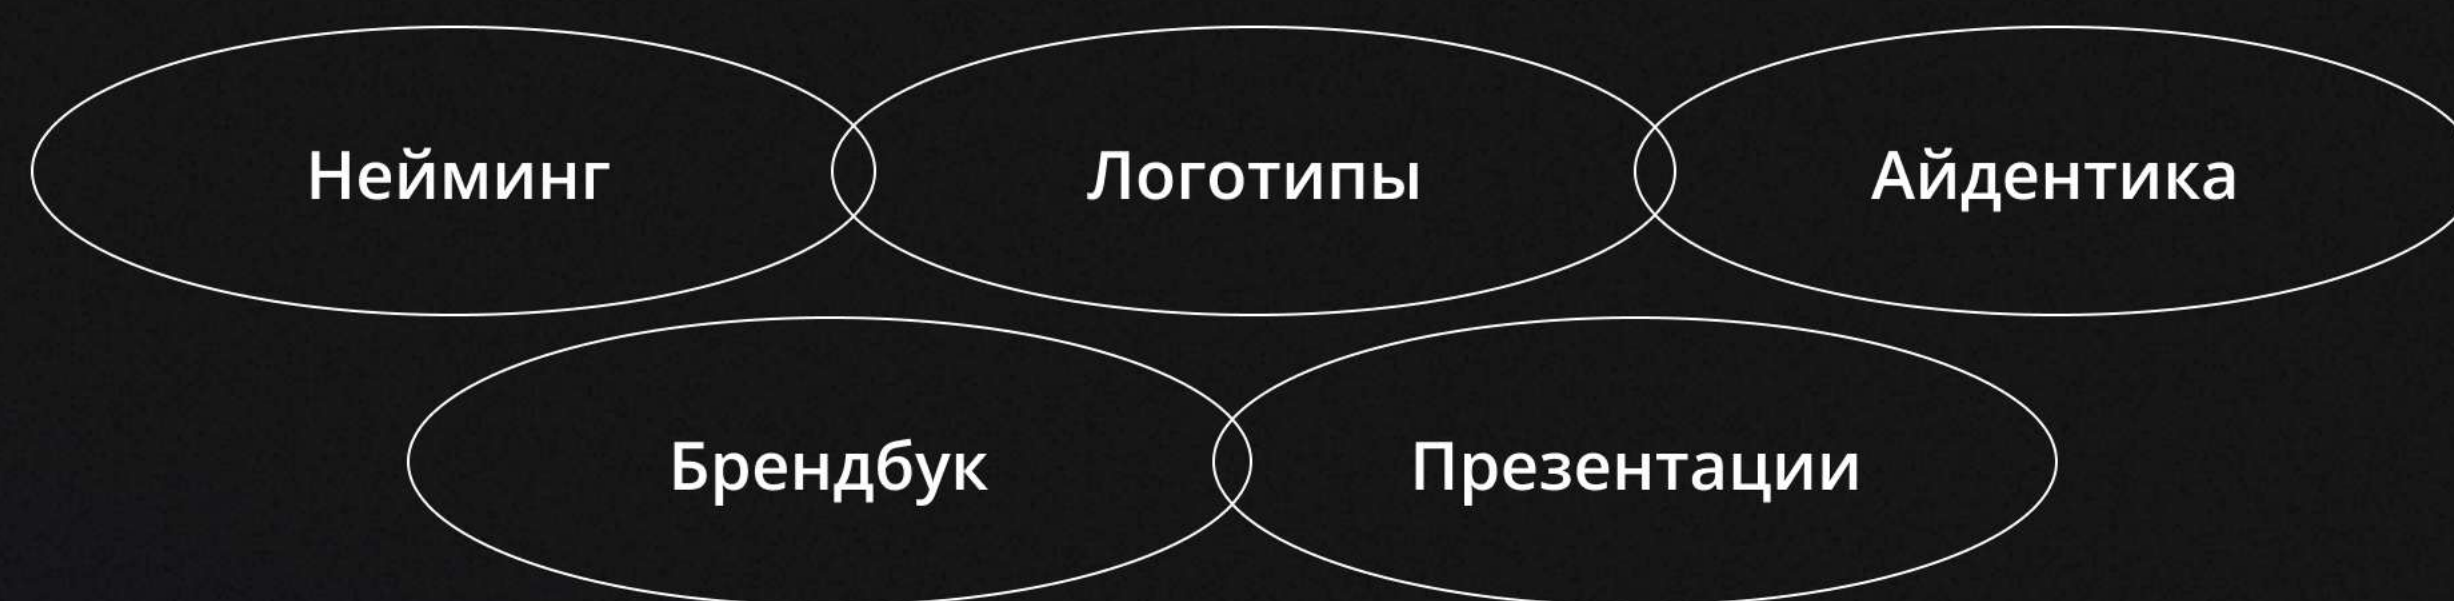 Нейминг Логотипы Айдентика
Брендбук Презентации